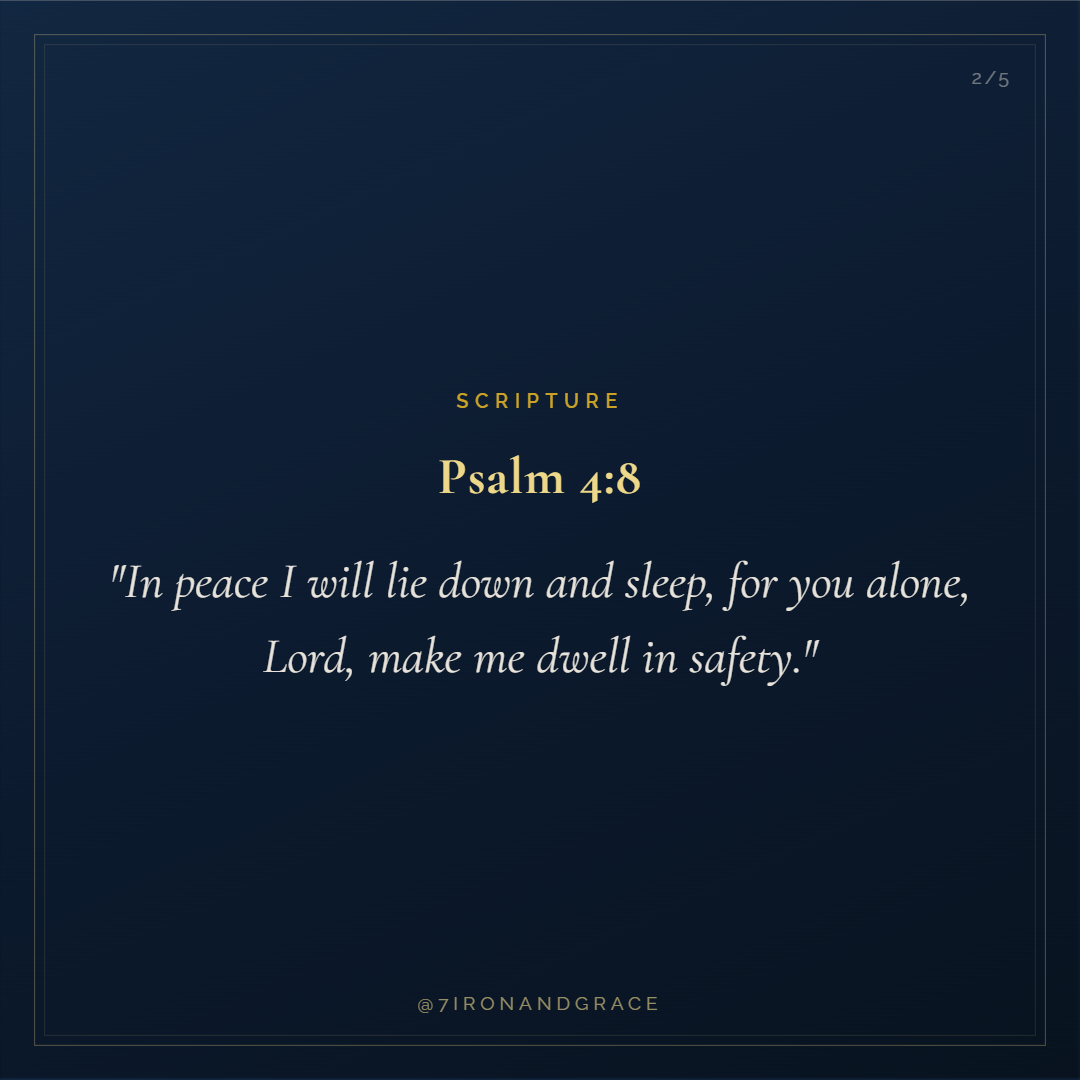 2/5
SCRIPTURE
Psalm 4:8
"In peace I will lie down and sleep, for you alone,
Lord, make me dwell in safety."
@7IRONANDGRACE